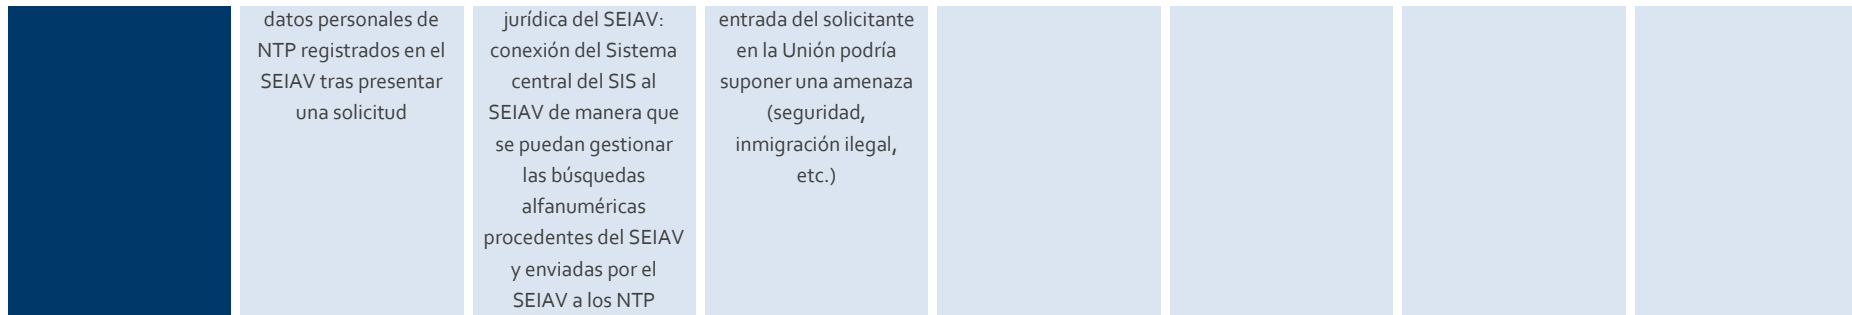 datos personales de
NTP registrados en el
SEIAV tras presentar
una solicitud
jurídica del SEIAV:
conexión del Sistema
central del SIS al
SEIAV de manera que
se puedan gestionar
las búsquedas
alfanuméricas
procedentes del SEIAV
y enviadas por el
SEIAV a los NTP
entrada del solicitante
en la Unión podría
suponer una amenaza
(seguridad,
inmigración ilegal,
etc.)